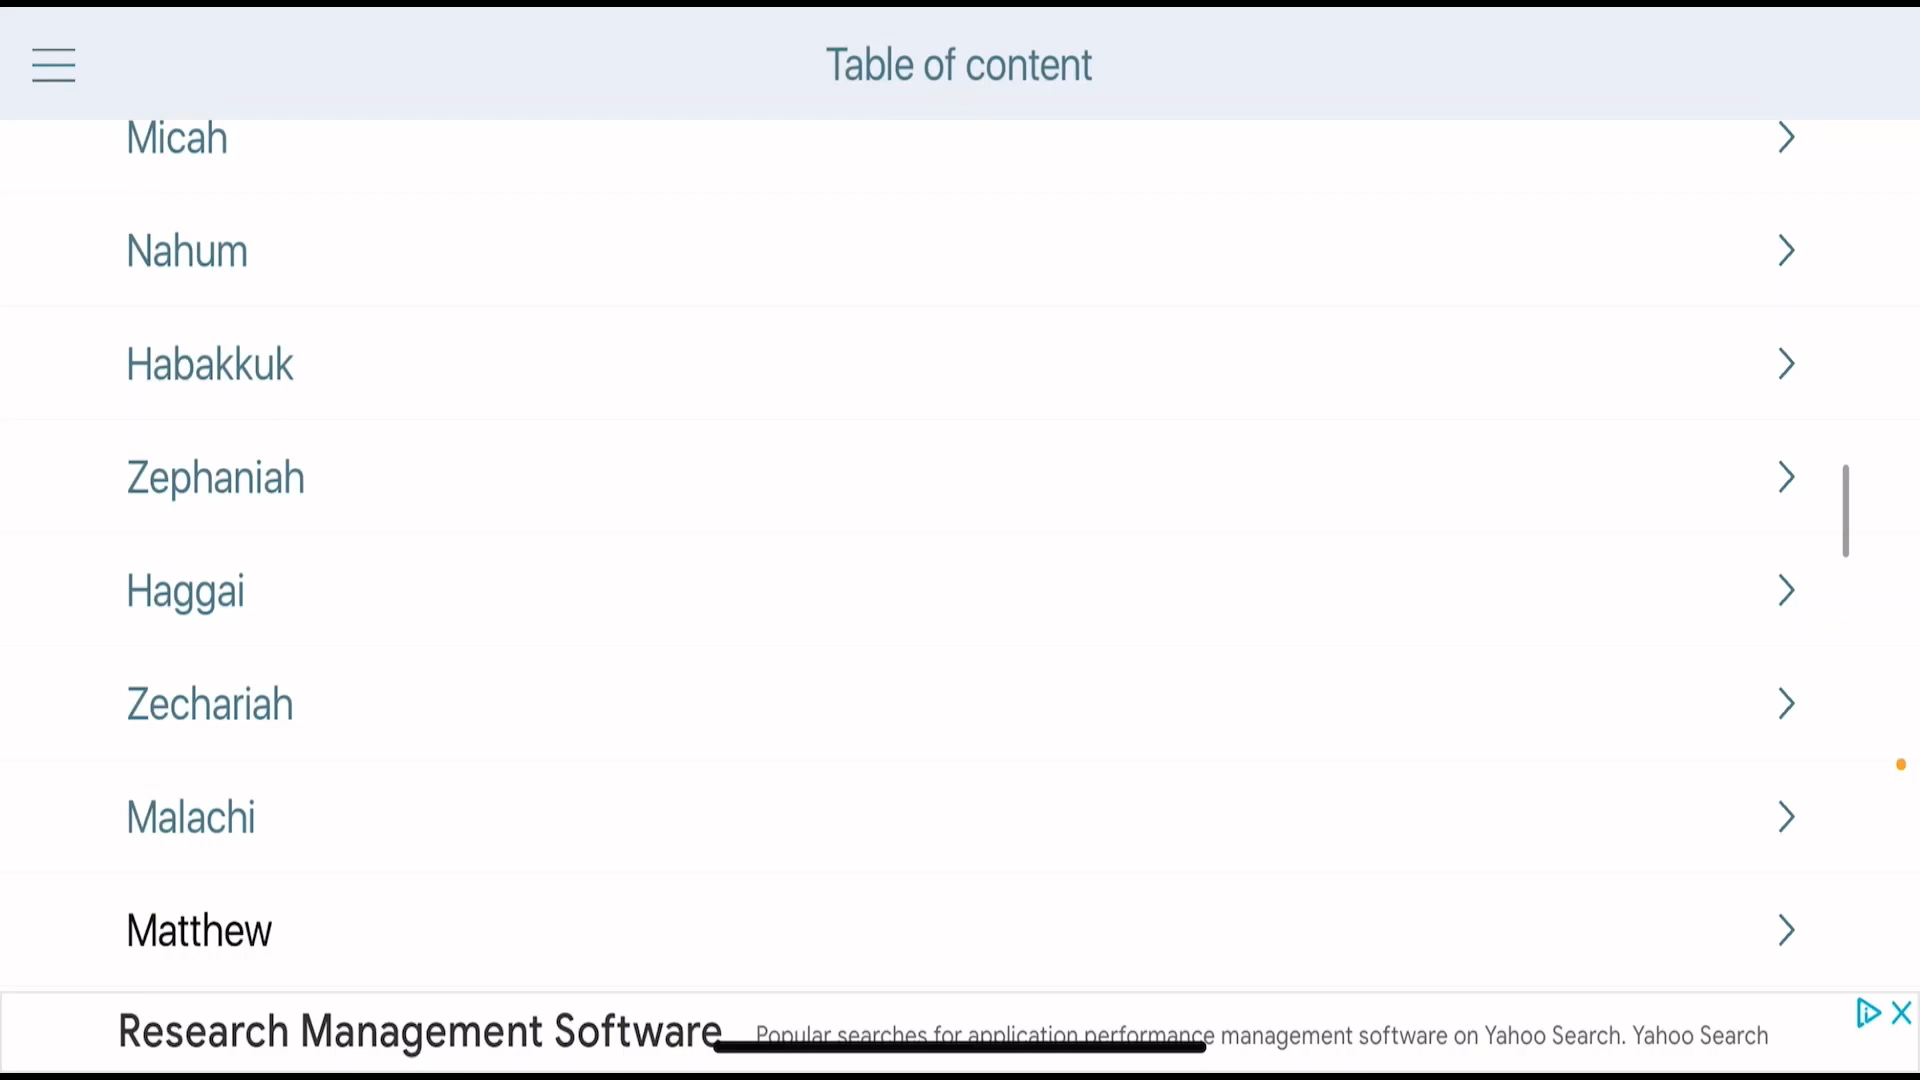 Table of content
Micah
Nahum
Habakkuk
Zephaniah
Haggai
Zechariah
Malachi
Matthew
Research Management Software
Popular searches for application performance management software on Yahoo Search. Yahoo Search